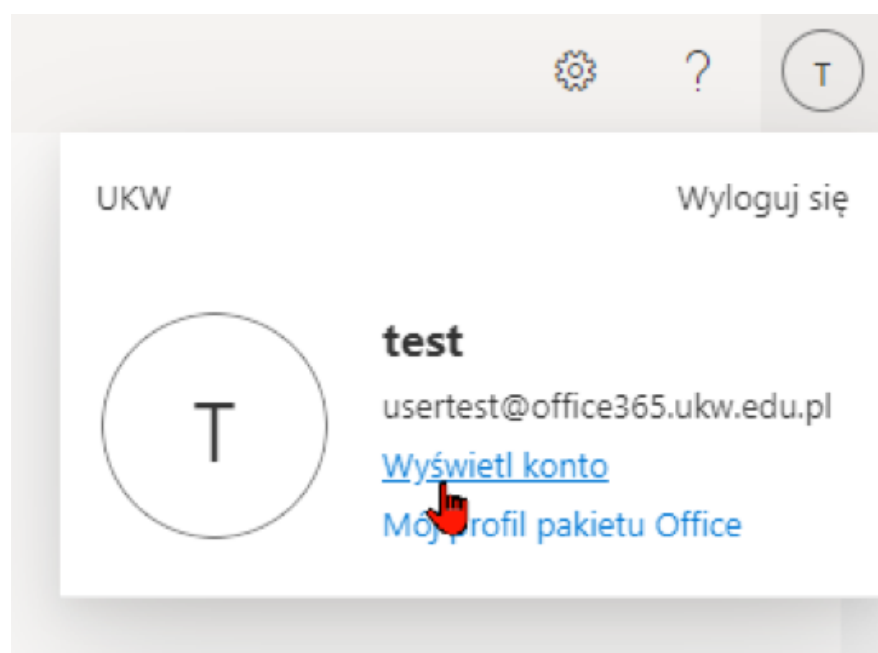 ?
T
UKW
Wyloguj się
T
test
usertest@office365.ukw.edu.pl
Wyświetl konto
Mój profil pakietu Office